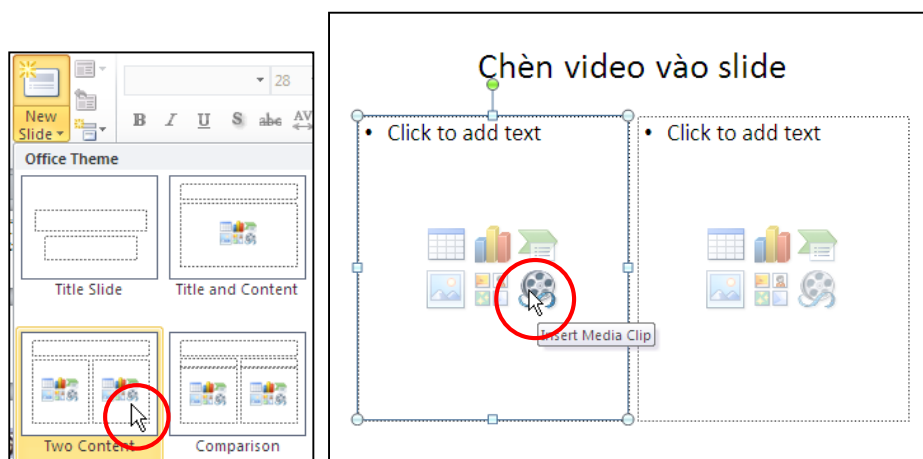 28
New
Slide
B I U S abc AV
Office Theme
Title Slide
Title and Content
Two Content
Comparison
Chèn video vào slide
• Click to add text
• Click to add text
Insert Media Clip